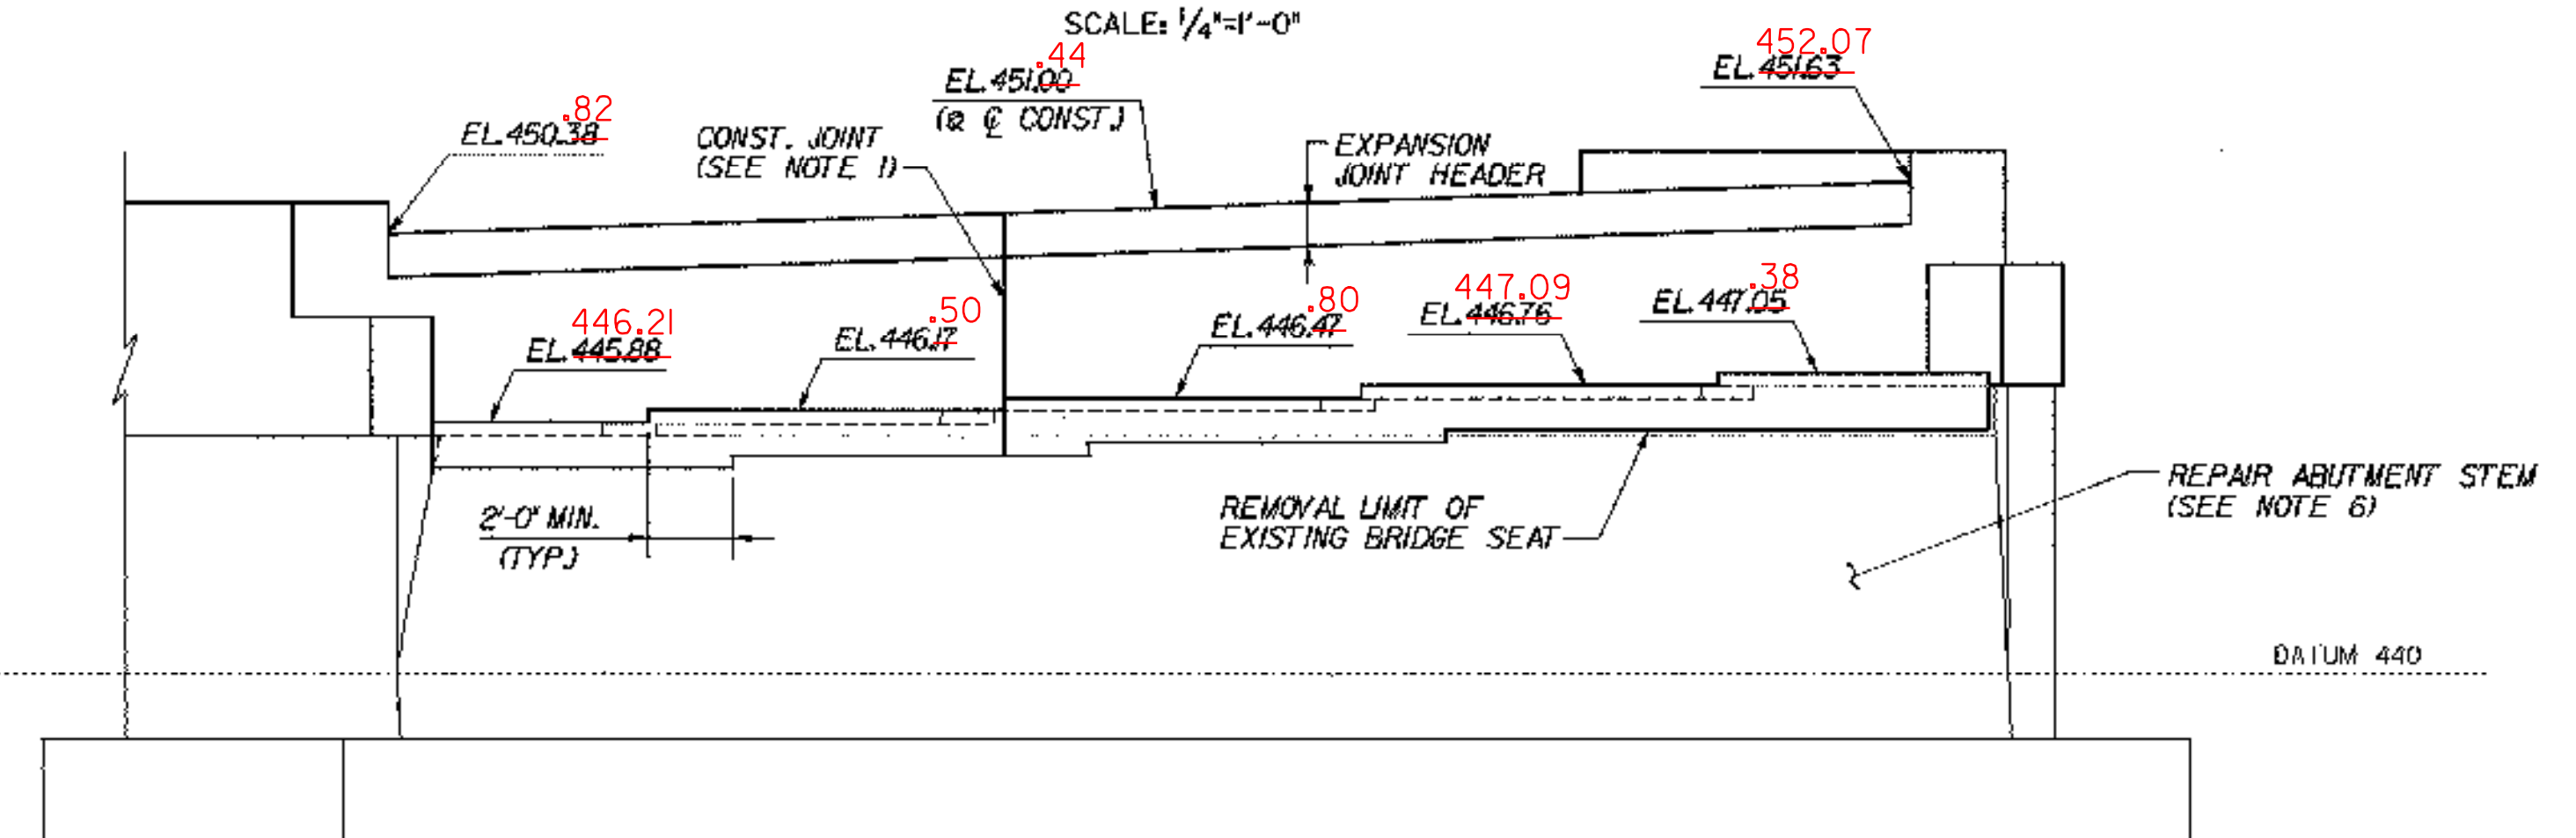 SCALE: 1/4"=1'-0"
.44
EL. 451.00
(@ ℄ CONST.)
452.07
EL. 451.63
.82
EL. 450.38
CONST. JOINT
(SEE NOTE 1)
EXPANSION
JOINT HEADER
446.21
EL. 445.88
.50
EL. 446.17
.80
EL. 446.47
447.09
EL. 446.76
.38
EL. 447.05
2'-0" MIN.
(TYP.)
REMOVAL LIMIT OF
EXISTING BRIDGE SEAT
REPAIR ABUTMENT STEM
(SEE NOTE 6)
DATUM 440